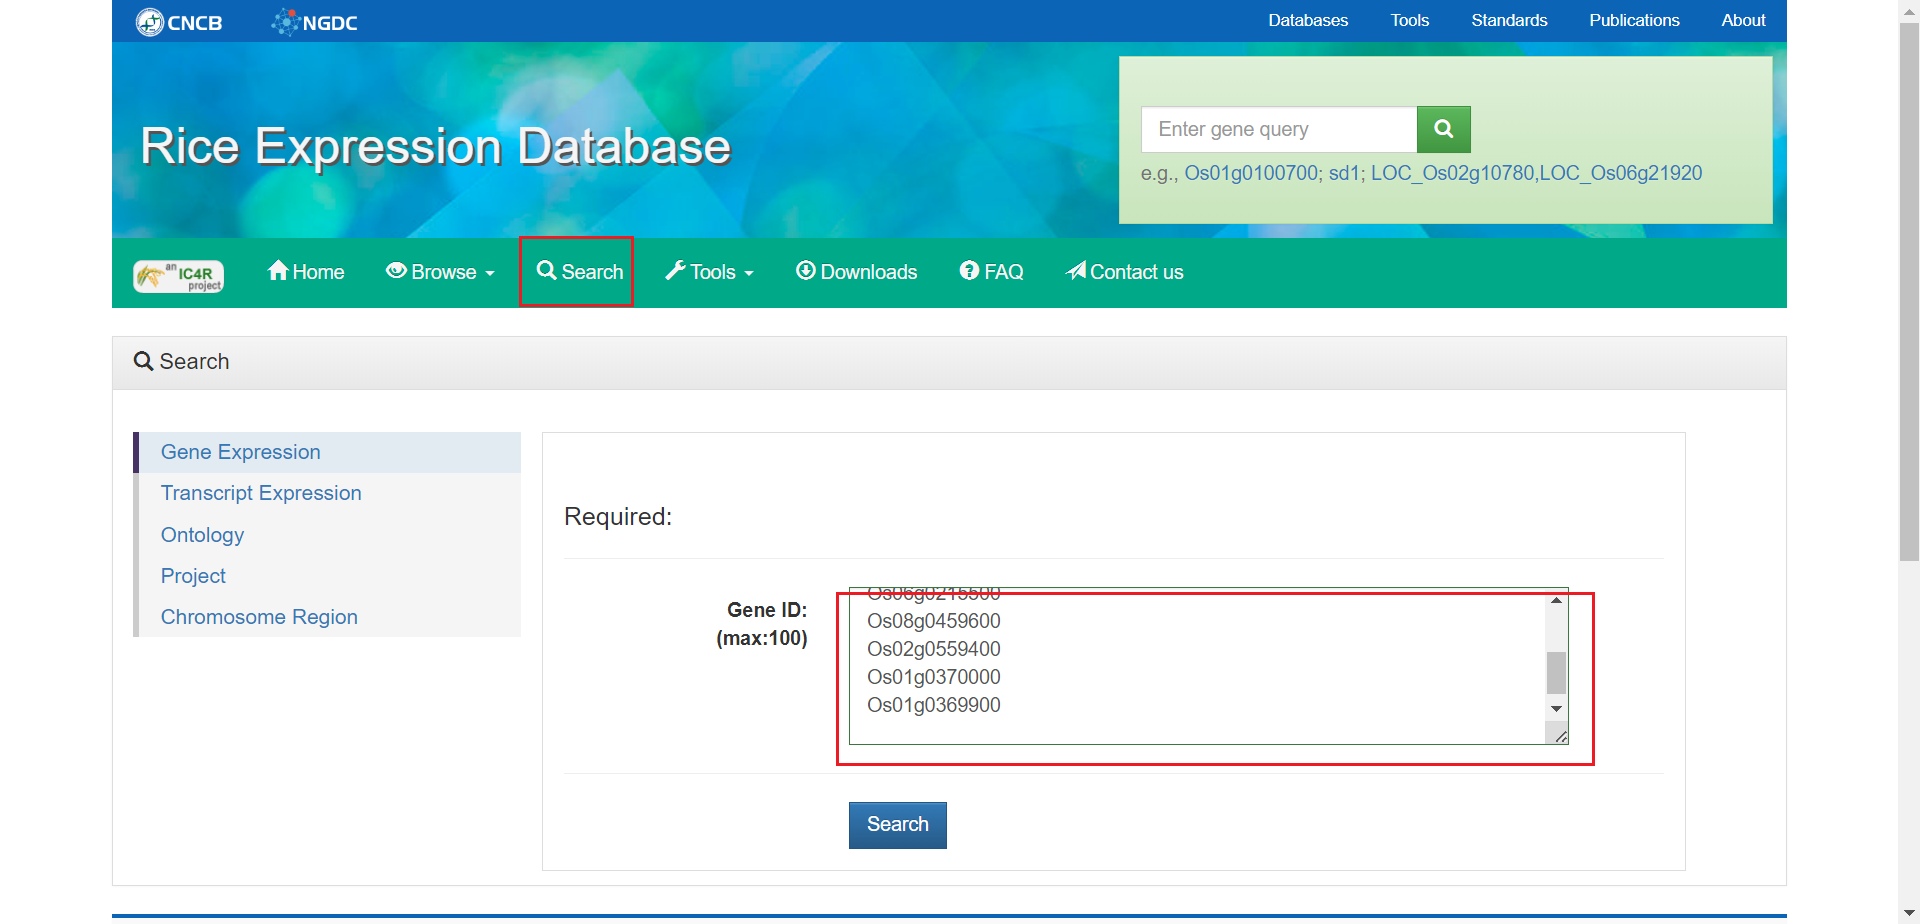 CNCB NGDC Databases Tools Standards Publications About
Rice Expression Database
Enter gene query
e.g., Os01g0100700; sd1; LOC_Os02g10780,LOC_Os06g21920
an IC4R project Home Browse Search Tools Downloads FAQ Contact us
Search
Gene Expression
Transcript Expression
Ontology
Project
Chromosome Region
Required:
Gene ID:
(max:100)
Os06g0215500
Os08g0459600
Os02g0559400
Os01g0370000
Os01g0369900
Search